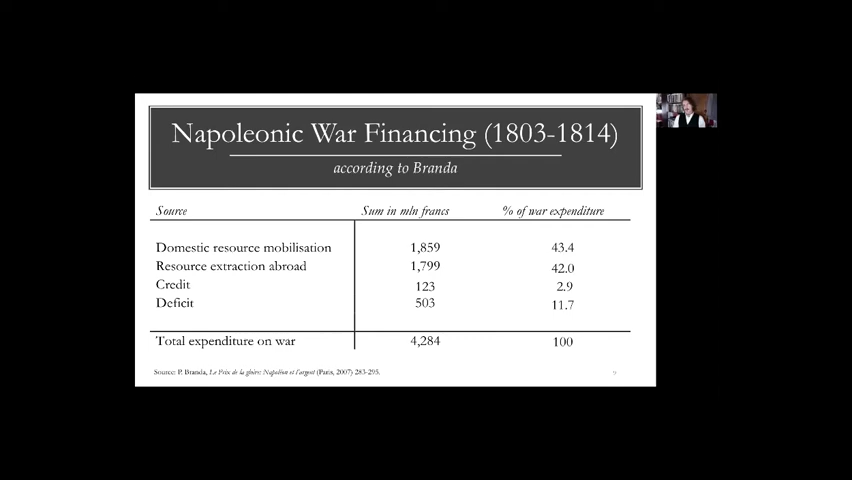 Napoleonic War Financing (1803-1814)
according to Branda
Source Sum in mln francs % of war expenditure
Domestic resource mobilisation 1,859 43.4
Resource extraction abroad 1,799 42.0
Credit 123 2.9
Deficit 503 11.7
Total expenditure on war 4,284 100
Source: P. Branda, Le Prix de la gloire: Napoléon et l'argent (Paris, 2007) 283-295.
9